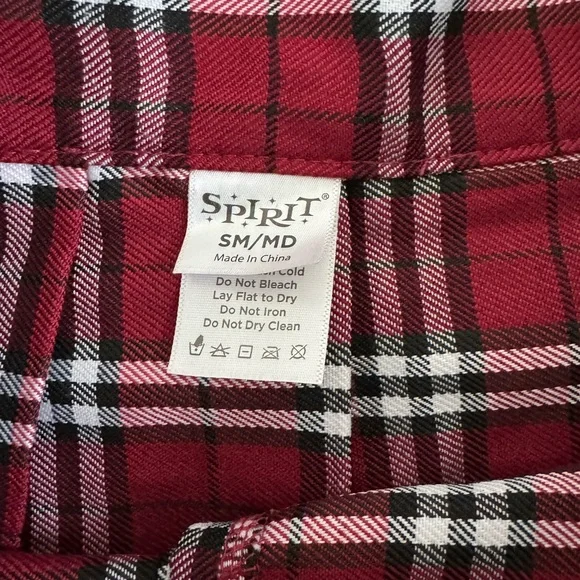 SPIRIT®
SM/MD
Made in China
Cold
Do Not Bleach
Lay Flat to Dry
Do Not Iron
Do Not Dry Clean